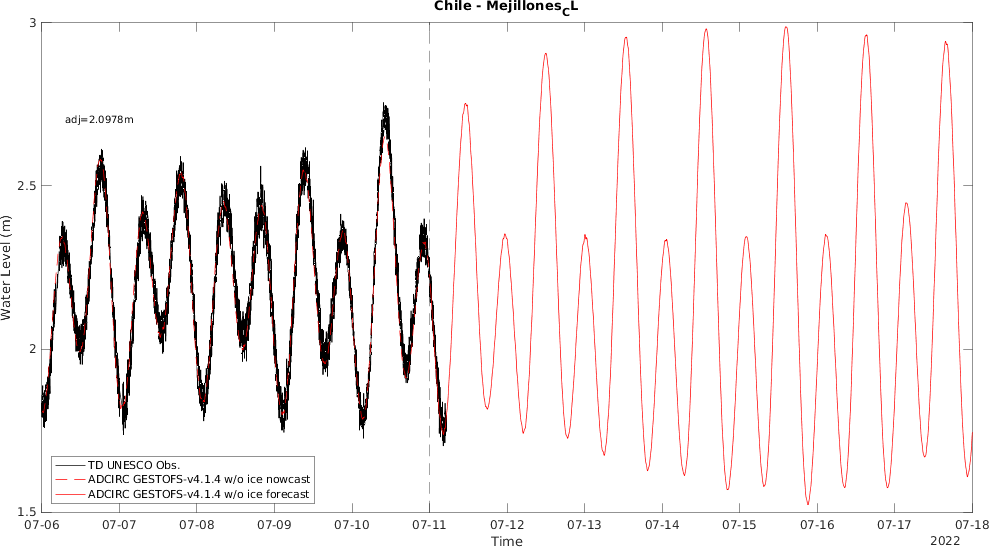 Chile - Mejillones_CL
3
adj=2.0978m
2.5
Water Level (m)
2
TD UNESCO Obs.
ADCIRC GESTOFS-v4.1.4 w/o ice nowcast
ADCIRC GESTOFS-v4.1.4 w/o ice forecast
1.5
07-06 07-07 07-08 07-09 07-10 07-11 07-12 07-13 07-14 07-15 07-16 07-17 07-18
Time
2022